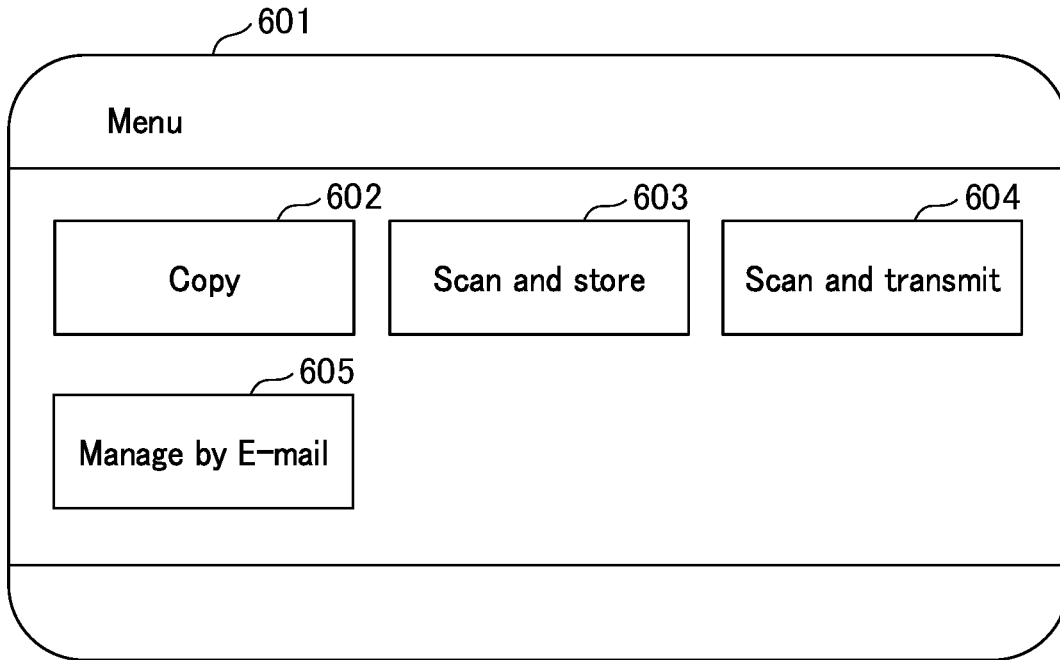 601
Menu
602
603
604
Copy
Scan and store
Scan and transmit
605
Manage by E-mail